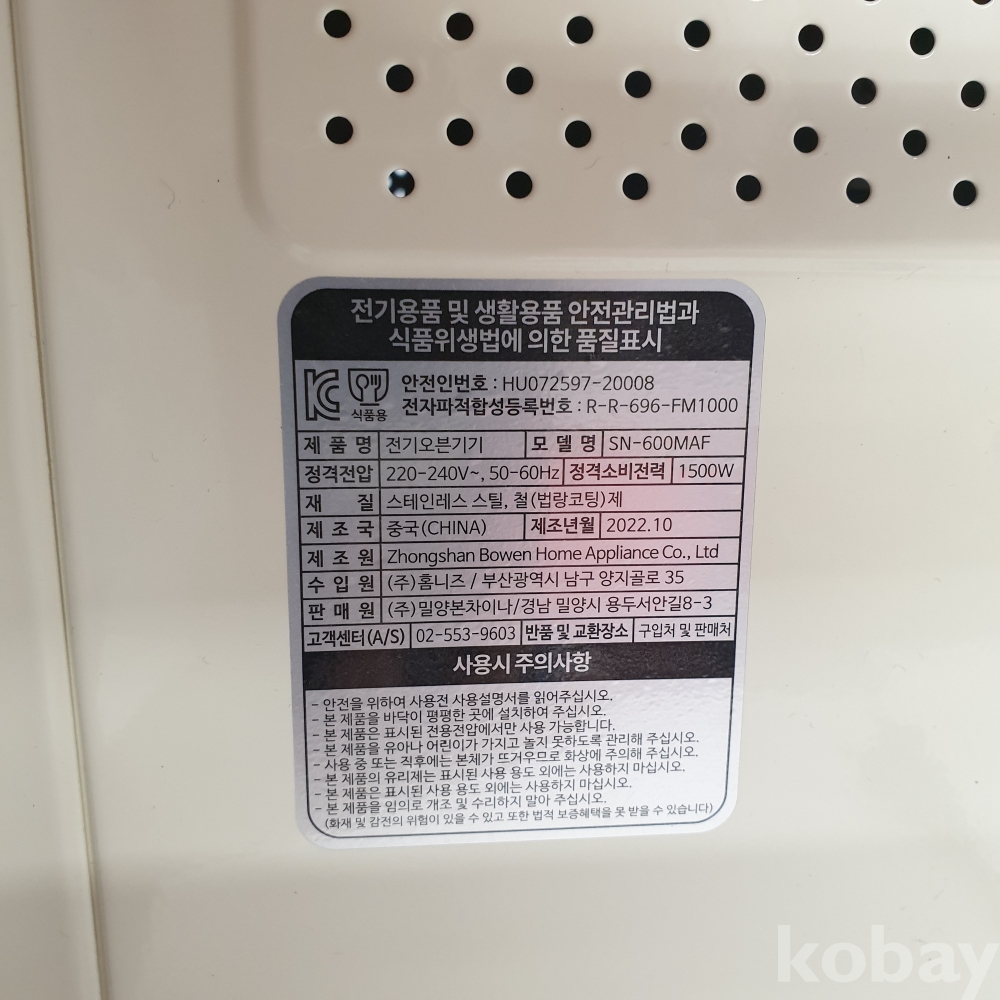 전기용품 및 생활용품 안전관리법과
식품위생법에 의한 품질표시
KC 식품용 안전인번호 : HU072597-20008
전자파적합성등록번호 : R-R-696-FM1000
제품명 전기오븐기기 모델명 SN-600MAF
정격전압 220-240V~, 50-60Hz 정격소비전력 1500W
재질 스테인레스 스틸, 철(법랑코팅)제
제조국 중국(CHINA) 제조년월 2022.10
제조원 Zhongshan Bowen Home Appliance Co., Ltd
수입원 (주)홈니즈 / 부산광역시 남구 양지골로 35
판매원 (주)밀양본차이나/경남 밀양시 용두서안길8-3
고객센터(A/S) 02-553-9603 반품 및 교환장소 구입처 및 판매처
사용시 주의사항
- 안전을 위하여 사용전 사용설명서를 읽어주십시오.
- 본 제품을 바닥이 평평한 곳에 설치하여 주십시오.
- 본 제품은 표시된 전용전압에서만 사용 가능합니다.
- 본 제품을 유아나 어린이가 가지고 놀지 못하도록 관리해 주십시오.
- 사용 중 또는 직후에는 본체가 뜨거우므로 화상에 주의해 주십시오.
- 본 제품의 유리제는 표시된 사용 용도 외에는 사용하지 마십시오.
- 본 제품은 표시된 사용 용도 외에는 사용하지 마십시오.
- 본 제품을 임의로 개조 및 수리하지 말아 주십시오.
(화재 및 감전의 위험이 있을 수 있고 또한 법적 보증혜택을 못 받을 수 있습니다)
kobay